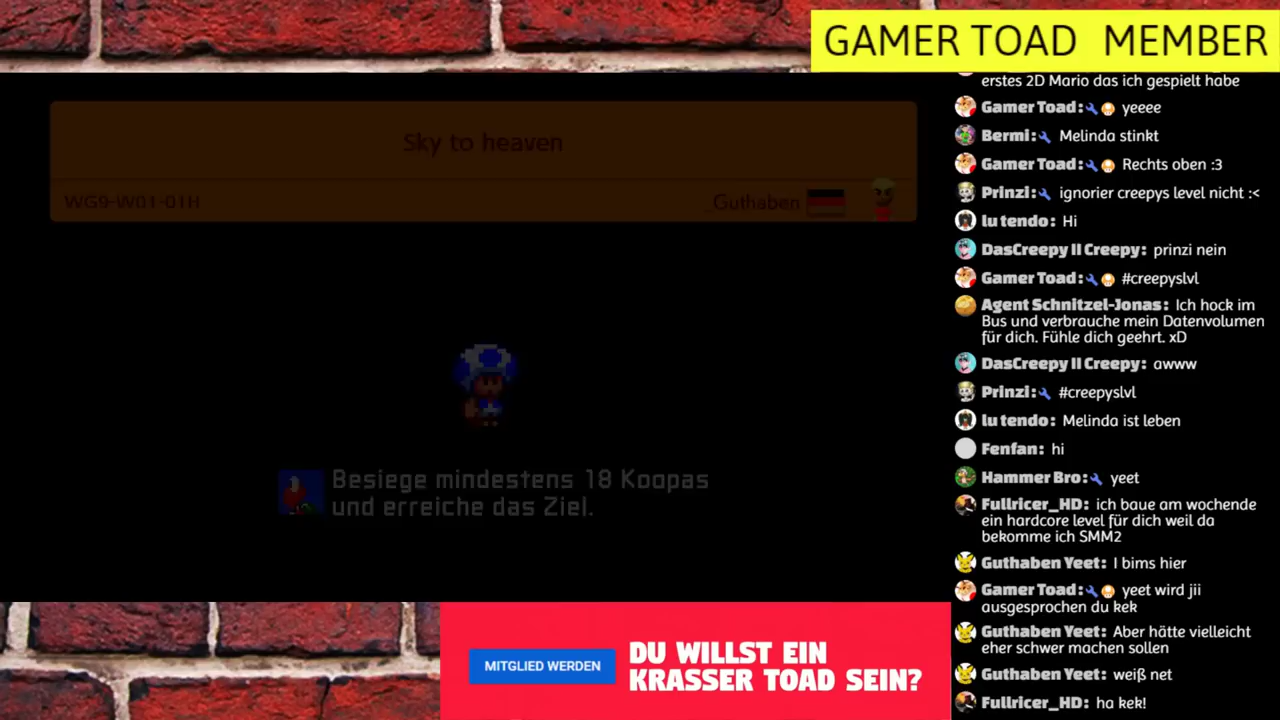 GAMER TOAD MEMBER
Sky to heaven
WG9-W01-01H
_Guthaben
Besiege mindestens 18 Koopas
und erreiche das Ziel.
MITGLIED WERDEN
DU WILLST EIN
KRASSER TOAD SEIN?
erstes 2D Mario das ich gespielt habe
Gamer Toad: yeeee
Bermi: Melinda stinkt
Gamer Toad: Rechts oben :3
Prinzi: ignorier creepys level nicht :<
lu tendo: Hi
DasCreepy II Creepy: prinzi nein
Gamer Toad: #creepyslvl
Agent Schnitzel-Jonas: Ich hock im
Bus und verbrauche mein Datenvolumen
für dich. Fühle dich geehrt. xD
DasCreepy II Creepy: awww
Prinzi: #creepyslvl
lu tendo: Melinda ist leben
Fenfan: hi
Hammer Bro: yeet
Fullricer_HD: ich baue am wochende
ein hardcore level für dich weil da
bekomme ich SMM2
Guthaben Yeet: I bims hier
Gamer Toad: yeet wird jii
ausgesprochen du kek
Guthaben Yeet: Aber hätte vielleicht
eher schwer machen sollen
Guthaben Yeet: weiß net
Fullricer_HD: ha kek!